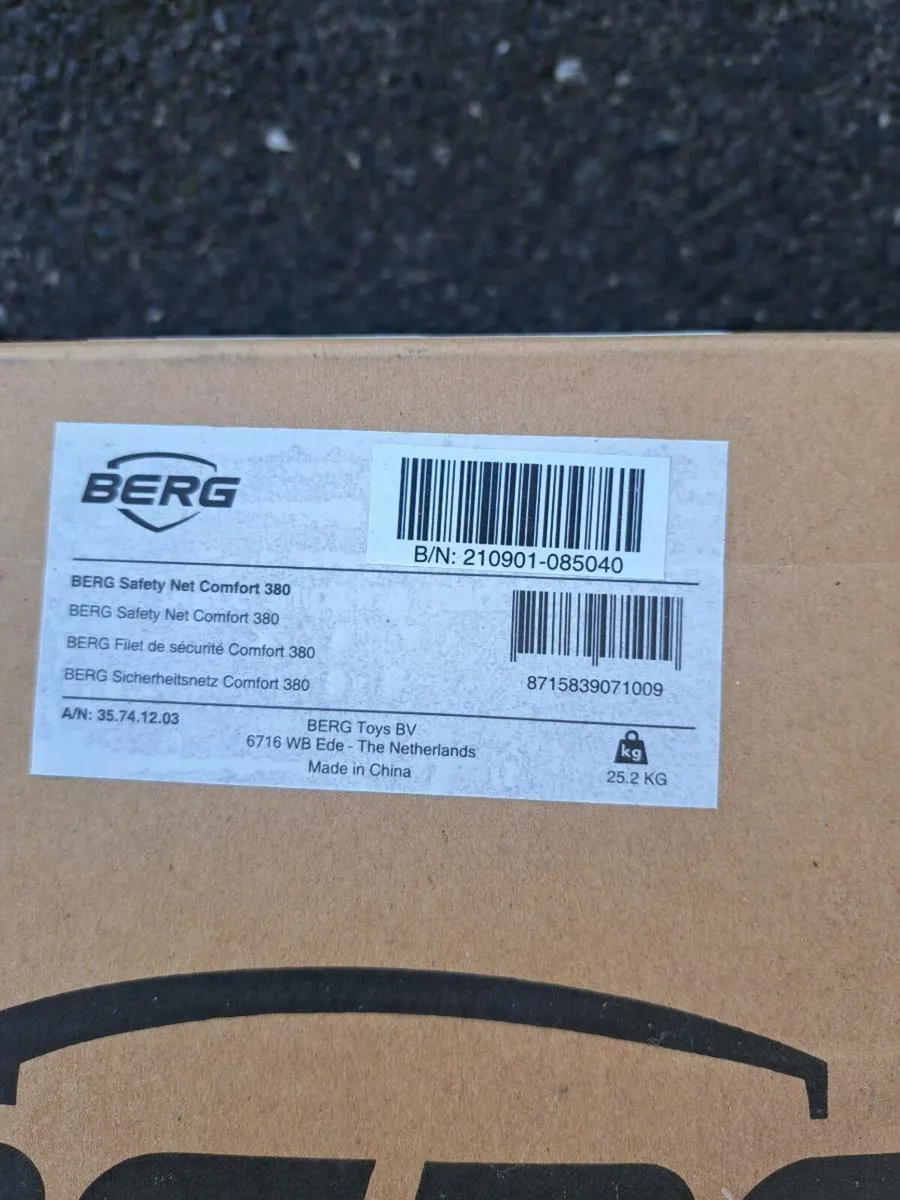 BERG
B/N: 210901-085040
BERG Safety Net Comfort 380
BERG Safety Net Comfort 380
BERG Filet de sécurité Comfort 380
BERG Sicherheitsnetz Comfort 380
8715839071009
A/N: 35.74.12.03
BERG Toys BV
6716 WB Ede - The Netherlands
Made in China
kg
25.2 KG